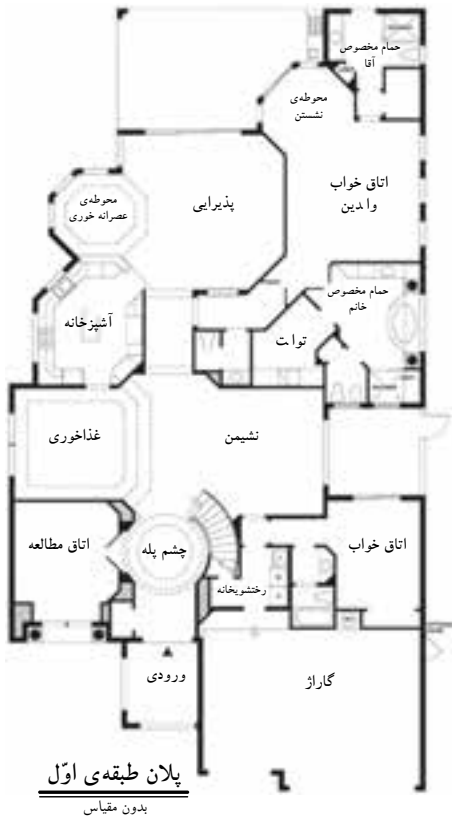 حمام مخصوص
آقا
محوطه‌ی
نشستن
اتاق خواب
والدین
پذیرایی
محوطه‌ی
عصرانه خوری
حمام مخصوص
خانم
آشپزخانه
توالت
غذاخوری
نشیمن
اتاق مطالعه
چشم پله
اتاق خواب
رختشویخانه
ورودی
گاراژ
پلان طبقه‌ی اوّل
بدون مقیاس